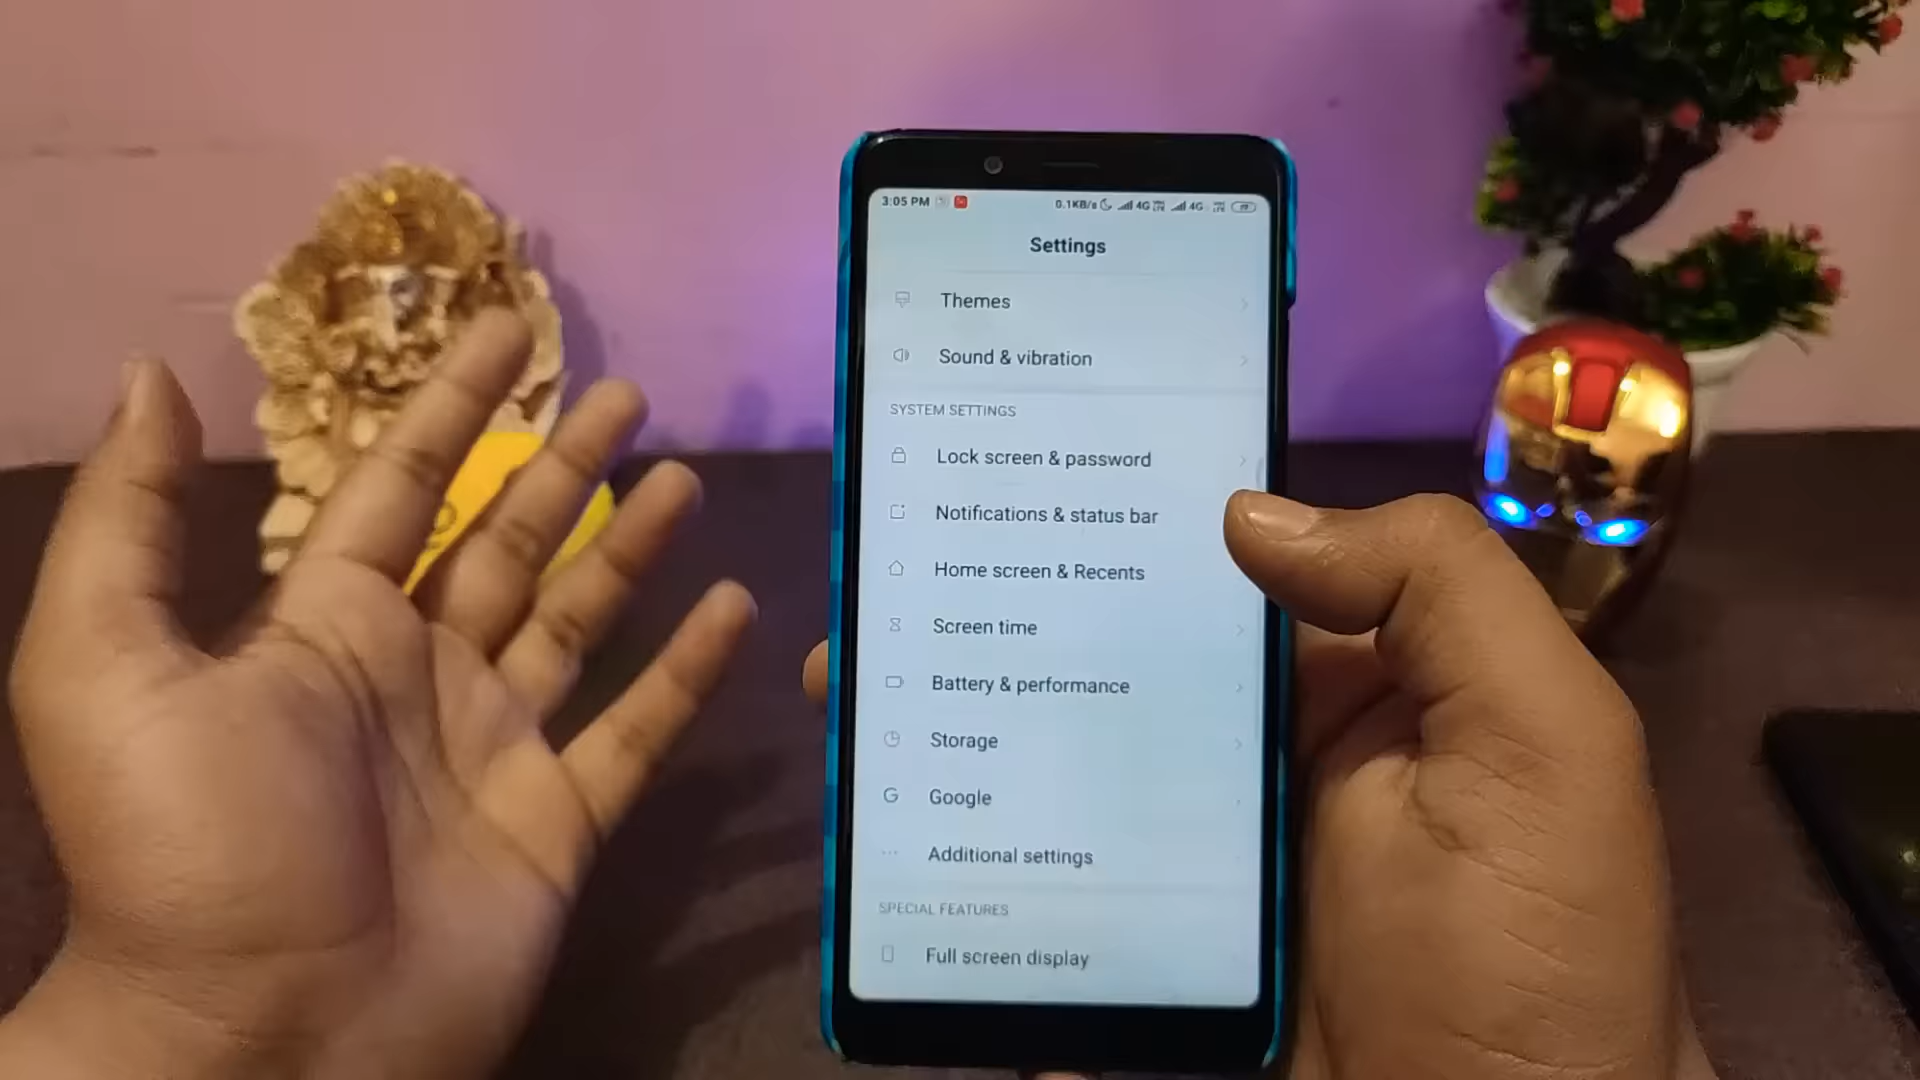 3:05 PM 0.1KB/s 4G 4G
Settings
Themes
Sound & vibration
SYSTEM SETTINGS
Lock screen & password
Notifications & status bar
Home screen & Recents
Screen time
Battery & performance
Storage
G Google
Additional settings
SPECIAL FEATURES
Full screen display